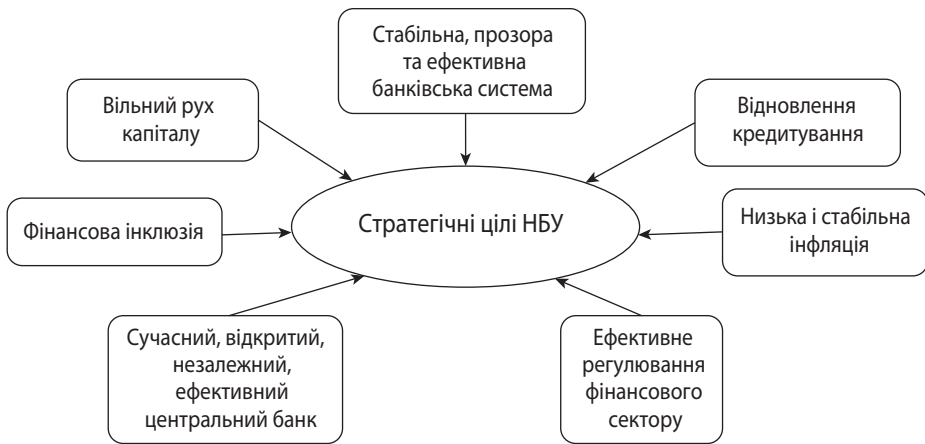 Стабільна, прозора
та ефективна
банківська система
Вільний рух
капіталу
Відновлення
кредитування
Фінансова інклюзія
Стратегічні цілі НБУ
Низька і стабільна
інфляція
Сучасний, відкритий,
незалежний,
ефективний
центральний банк
Ефективне
регулювання
фінансового
сектору